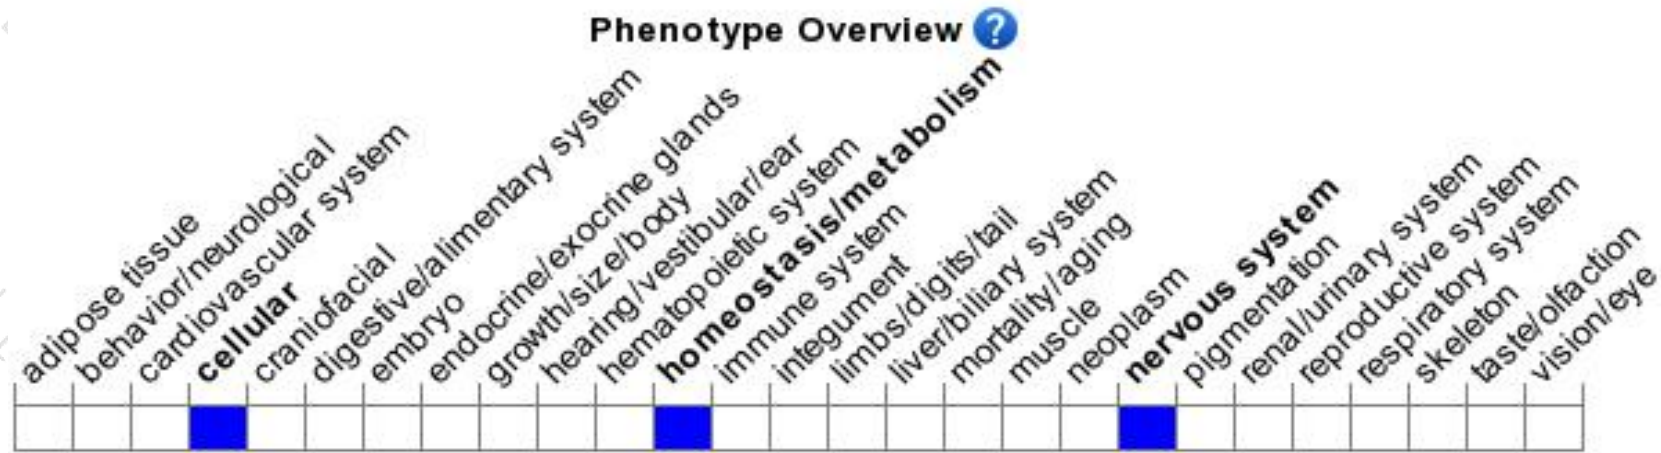 Phenotype Overview ?
adipose tissue
behavior/neurological
cardiovascular system
cellular
craniofacial
digestive/alimentary system
embryo
endocrine/exocrine glands
growth/size/body
hearing/vestibular/ear
hematopoietic system
homeostasis/metabolism
immune system
integument
limbs/digits/tail
liver/biliary system
mortality/aging
muscle
neoplasm
nervous system
pigmentation
renal/urinary system
reproductive system
respiratory system
skeleton
taste/olfaction
vision/eye